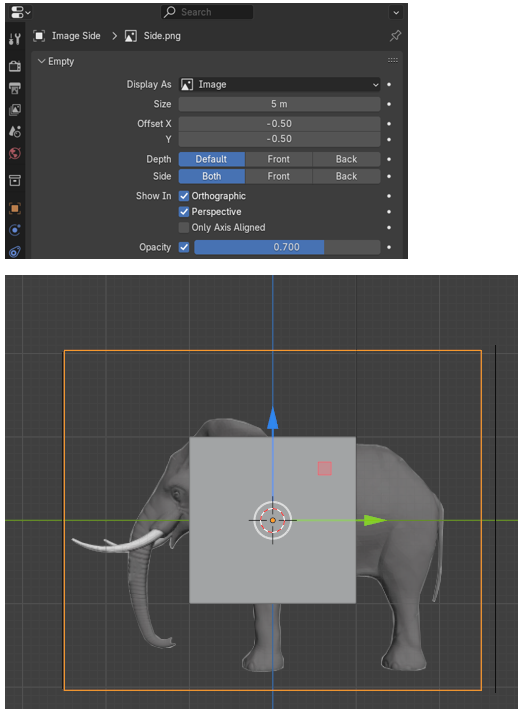 Search
Image Side > Side.png
Empty
Display As Image
Size 5 m
Offset X -0.50
Y -0.50
Depth Default Front Back
Side Both Front Back
Show In Orthographic
Perspective
Only Axis Aligned
Opacity 0.700